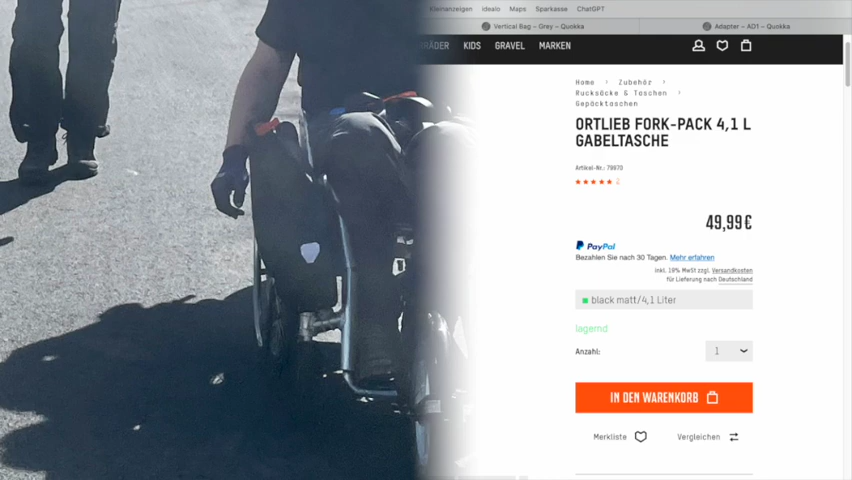 Kleinanzeigen idealo Maps Sparkasse ChatGPT
Vertical Bag – Grey – Quokka Adapter – AD1 – Quokka
KIDS GRAVEL MARKEN
Home › Zubehör ›
Rucksäcke & Taschen ›
Gepäcktaschen
ORTLIEB FORK-PACK 4,1 L
GABELTASCHE
Artikel-Nr.: 79870
2
49,99€
PayPal
Bezahlen Sie nach 30 Tagen. Mehr erfahren
inkl. 19% MwSt zzgl. Versandkosten
für Lieferung nach Deutschland
black matt/4,1 Liter
lagernd
Anzahl: 1
IN DEN WARENKORB
Merkliste Vergleichen